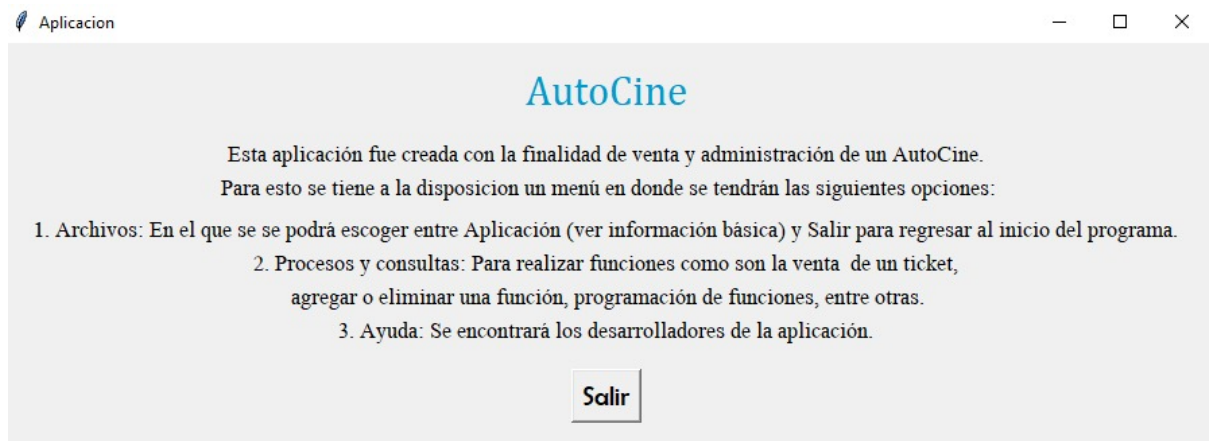 Aplicacion
AutoCine
Esta aplicación fue creada con la finalidad de venta y administración de un AutoCine.
Para esto se tiene a la disposicion un menú en donde se tendrán las siguientes opciones:
1. Archivos: En el que se se podrá escoger entre Aplicación (ver información básica) y Salir para regresar al inicio del programa.
2. Procesos y consultas: Para realizar funciones como son la venta  de un ticket,
agregar o eliminar una función, programación de funciones, entre otras.
3. Ayuda: Se encontrará los desarrolladores de la aplicación.
Salir